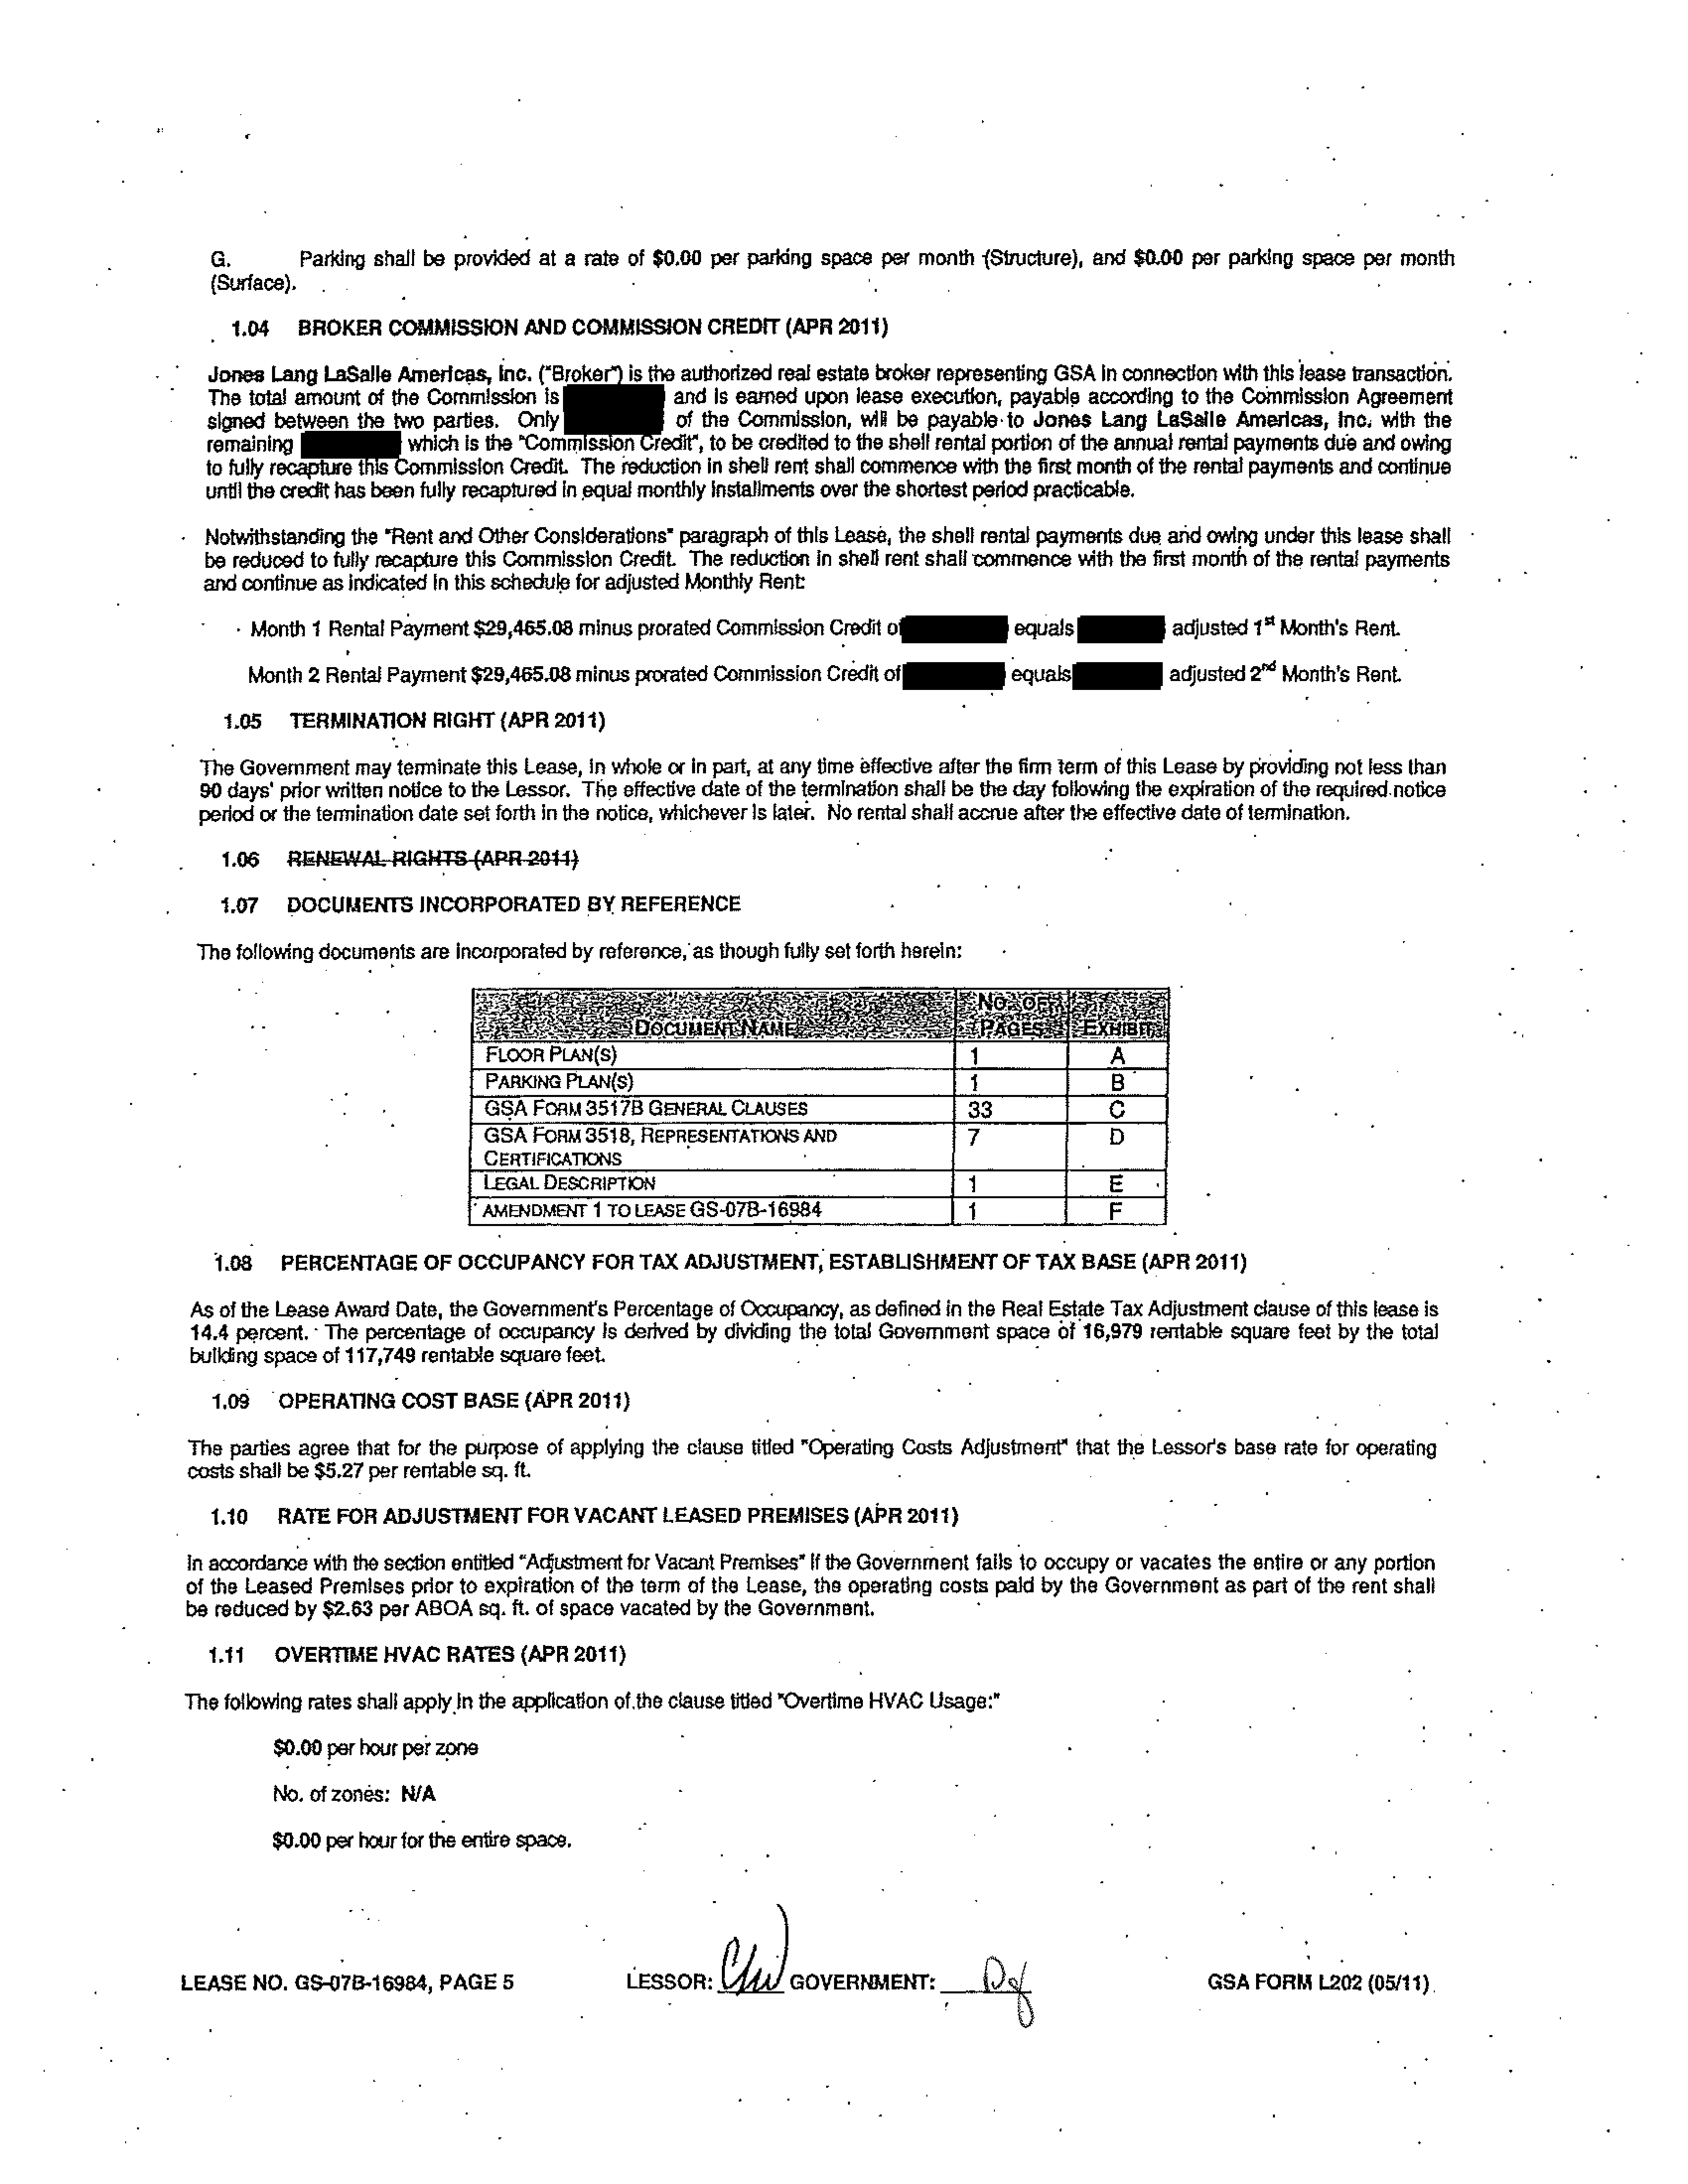 G. Parking shall be provided at a rate of $0.00 per parking space per month (Structure), and $0.00 per parking space per month
(Surface).
1.04 BROKER COMMISSION AND COMMISSION CREDIT (APR 2011)
Jones Lang LaSalle Americas, Inc. ("Broker") is the authorized real estate broker representing GSA in connection with this lease transaction.
The total amount of the Commission is and is earned upon lease execution, payable according to the Commission Agreement
signed between the two parties. Only of the Commission, will be payable to Jones Lang LaSalle Americas, Inc. with the
remaining which is the "Commission Credit", to be credited to the shell rental portion of the annual rental payments due and owing
to fully recapture this Commission Credit. The reduction in shell rent shall commence with the first month of the rental payments and continue
until the credit has been fully recaptured in equal monthly installments over the shortest period practicable.
Notwithstanding the "Rent and Other Considerations" paragraph of this Lease, the shell rental payments due and owing under this lease shall
be reduced to fully recapture this Commission Credit. The reduction in shell rent shall commence with the first month of the rental payments
and continue as indicated in this schedule for adjusted Monthly Rent:
Month 1 Rental Payment $29,465.08 minus prorated Commission Credit of equals adjusted 1st Month's Rent.
Month 2 Rental Payment $29,465.08 minus prorated Commission Credit of equals adjusted 2nd Month's Rent.
1.05 TERMINATION RIGHT (APR 2011)
The Government may terminate this Lease, in whole or in part, at any time effective after the firm term of this Lease by providing not less than
90 days' prior written notice to the Lessor. The effective date of the termination shall be the day following the expiration of the required notice
period or the termination date set forth in the notice, whichever is later. No rental shall accrue after the effective date of termination.
1.06 RENEWAL RIGHTS (APR 2011)
1.07 DOCUMENTS INCORPORATED BY REFERENCE
The following documents are incorporated by reference, as though fully set forth herein:
DOCUMENT NAME NO. OF PAGES EXHIBIT
FLOOR PLAN(S) 1 A
PARKING PLAN(S) 1 B
GSA FORM 3517B GENERAL CLAUSES 33 C
GSA FORM 3518, REPRESENTATIONS AND 7 D
CERTIFICATIONS
LEGAL DESCRIPTION 1 E
AMENDMENT 1 TO LEASE GS-07B-16984 1 F
1.08 PERCENTAGE OF OCCUPANCY FOR TAX ADJUSTMENT, ESTABLISHMENT OF TAX BASE (APR 2011)
As of the Lease Award Date, the Government's Percentage of Occupancy, as defined in the Real Estate Tax Adjustment clause of this lease is
14.4 percent. The percentage of occupancy is derived by dividing the total Government space of 16,979 rentable square feet by the total
building space of 117,749 rentable square feet.
1.09 OPERATING COST BASE (APR 2011)
The parties agree that for the purpose of applying the clause titled "Operating Costs Adjustment" that the Lessor's base rate for operating
costs shall be $5.27 per rentable sq. ft.
1.10 RATE FOR ADJUSTMENT FOR VACANT LEASED PREMISES (APR 2011)
In accordance with the section entitled "Adjustment for Vacant Premises" if the Government fails to occupy or vacates the entire or any portion
of the Leased Premises prior to expiration of the term of the Lease, the operating costs paid by the Government as part of the rent shall
be reduced by $2.63 per ABOA sq. ft. of space vacated by the Government.
1.11 OVERTIME HVAC RATES (APR 2011)
The following rates shall apply in the application of the clause titled "Overtime HVAC Usage:"
$0.00 per hour per zone
No. of zones: N/A
$0.00 per hour for the entire space.
LEASE NO. GS-07B-16984, PAGE 5 LESSOR: GOVERNMENT: GSA FORM L202 (05/11)